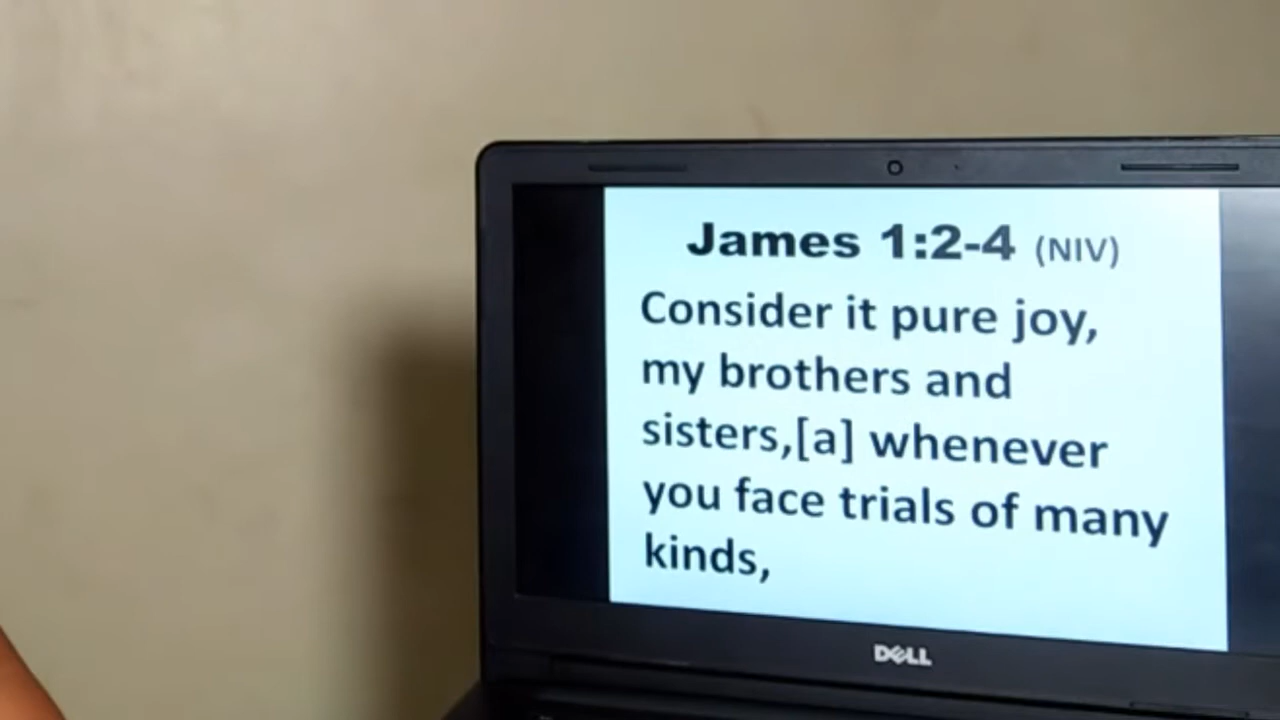 James 1:2-4 (NIV)
Consider it pure joy,
my brothers and
sisters,[a] whenever
you face trials of many
kinds,
DELL